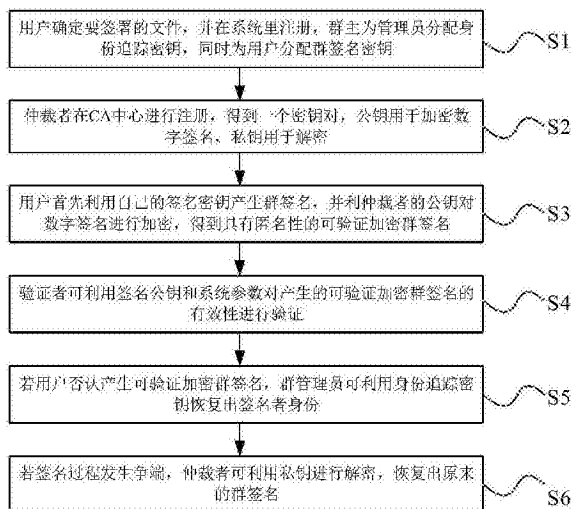 用户确定要签署的文件，并在系统里注册，群主为管理员分配身
份追踪密钥，同时为用户分配群签名密钥
S1
仲裁者在CA中心进行注册，得到一个密钥对，公钥用于加密数
字签名、私钥用于解密
S2
用户首先利用自己的签名密钥产生群签名，并利仲裁者的公钥对
数字签名进行加密，得到具有匿名性的可验证加密群签名
S3
验证者可利用签名公钥和系统参数对产生的可验证加密群签名的
有效性进行验证
S4
若用户否认产生可验证加密群签名，群管理员可利用身份追踪密
钥恢复出签名者身份
S5
若签名过程发生争端，仲裁者可利用私钥进行解密，恢复出原来
的群签名
S6